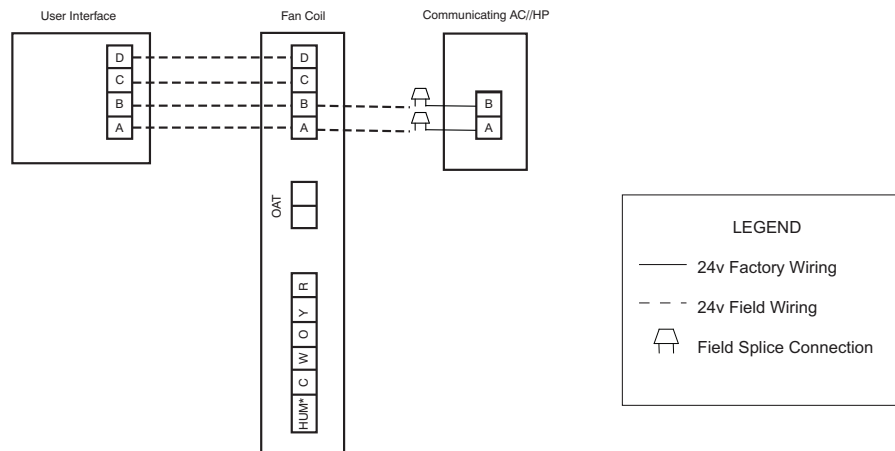 User Interface
Fan Coil
Communicating AC//HP
D
C
B
A
D
C
B
A
B
A
OAT
R
Y
O
W
C
HUM*
LEGEND
24v Factory Wiring
24v Field Wiring
Field Splice Connection